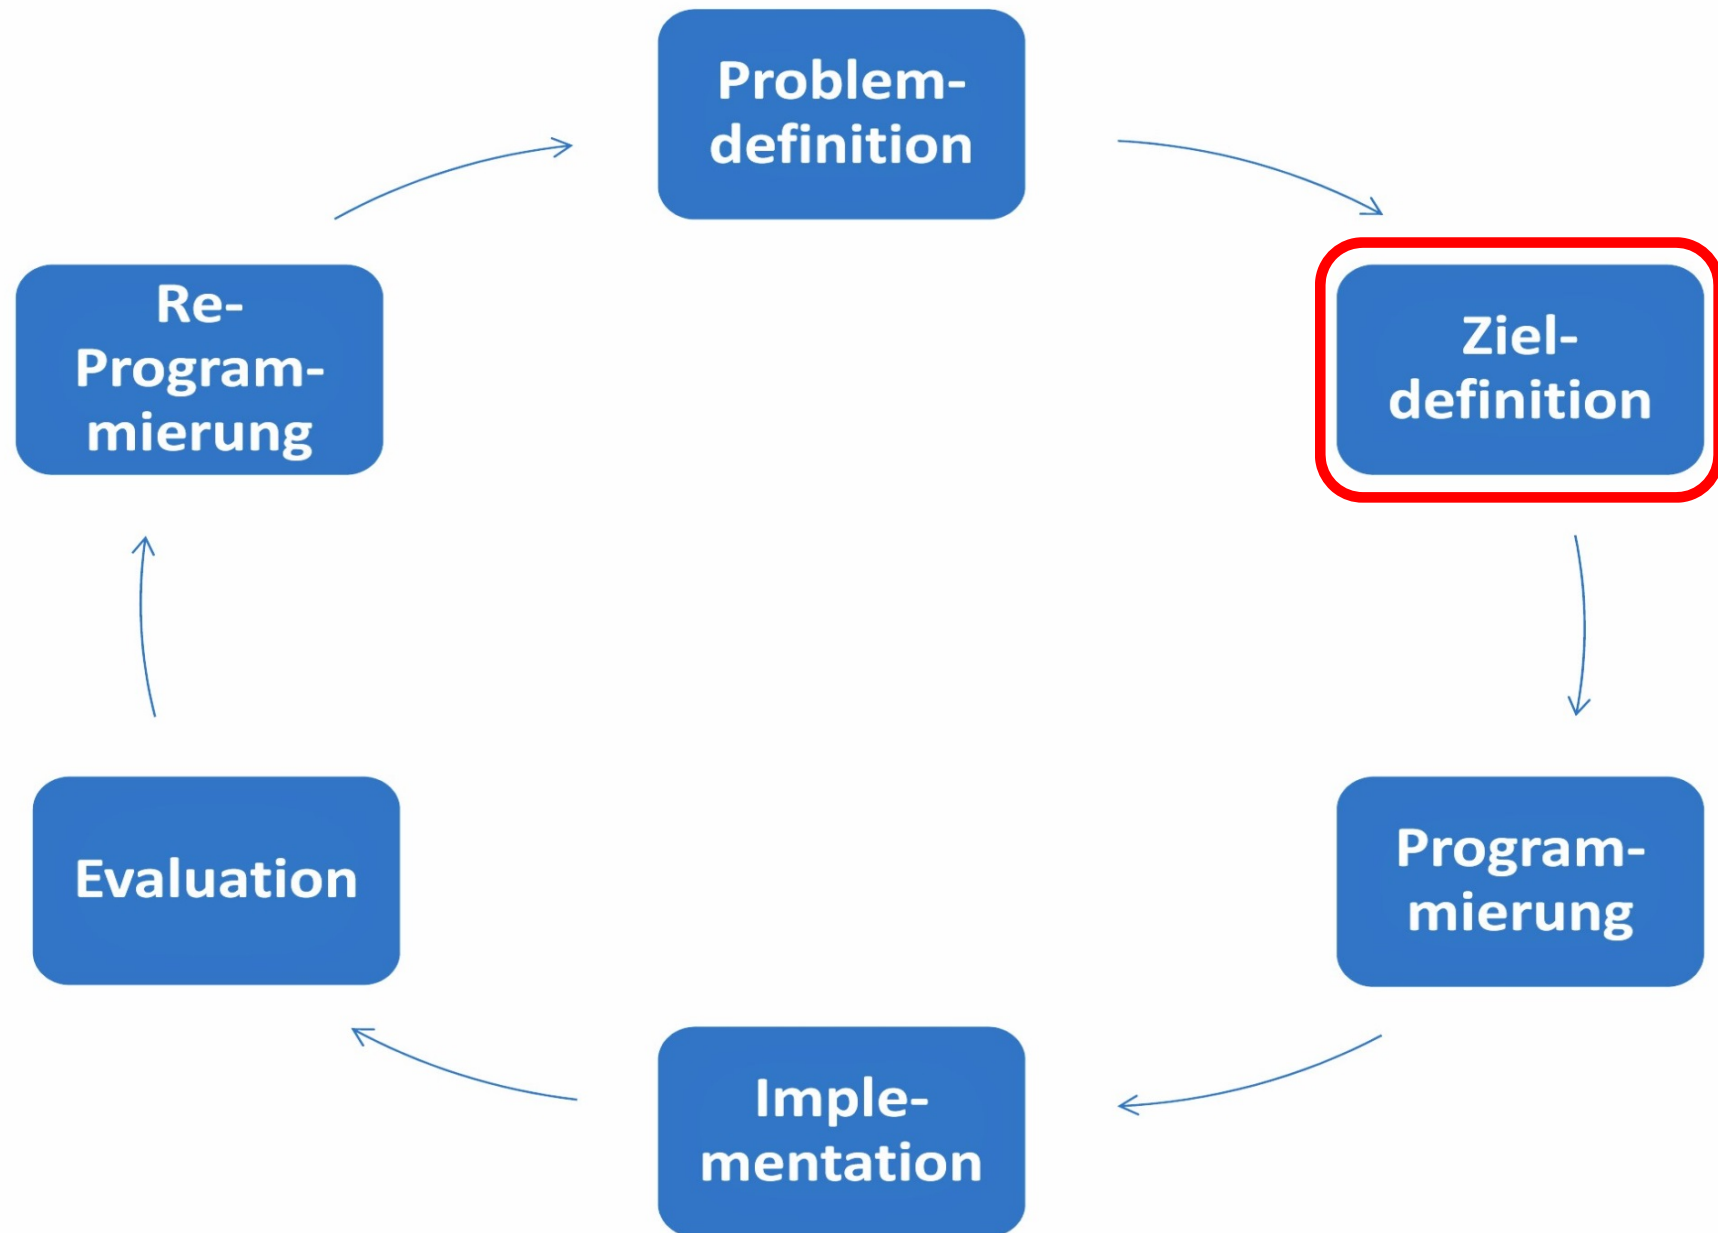 Problem-
definition
Ziel-
definition
Program-
mierung
Imple-
mentation
Evaluation
Re-
Program-
mierung